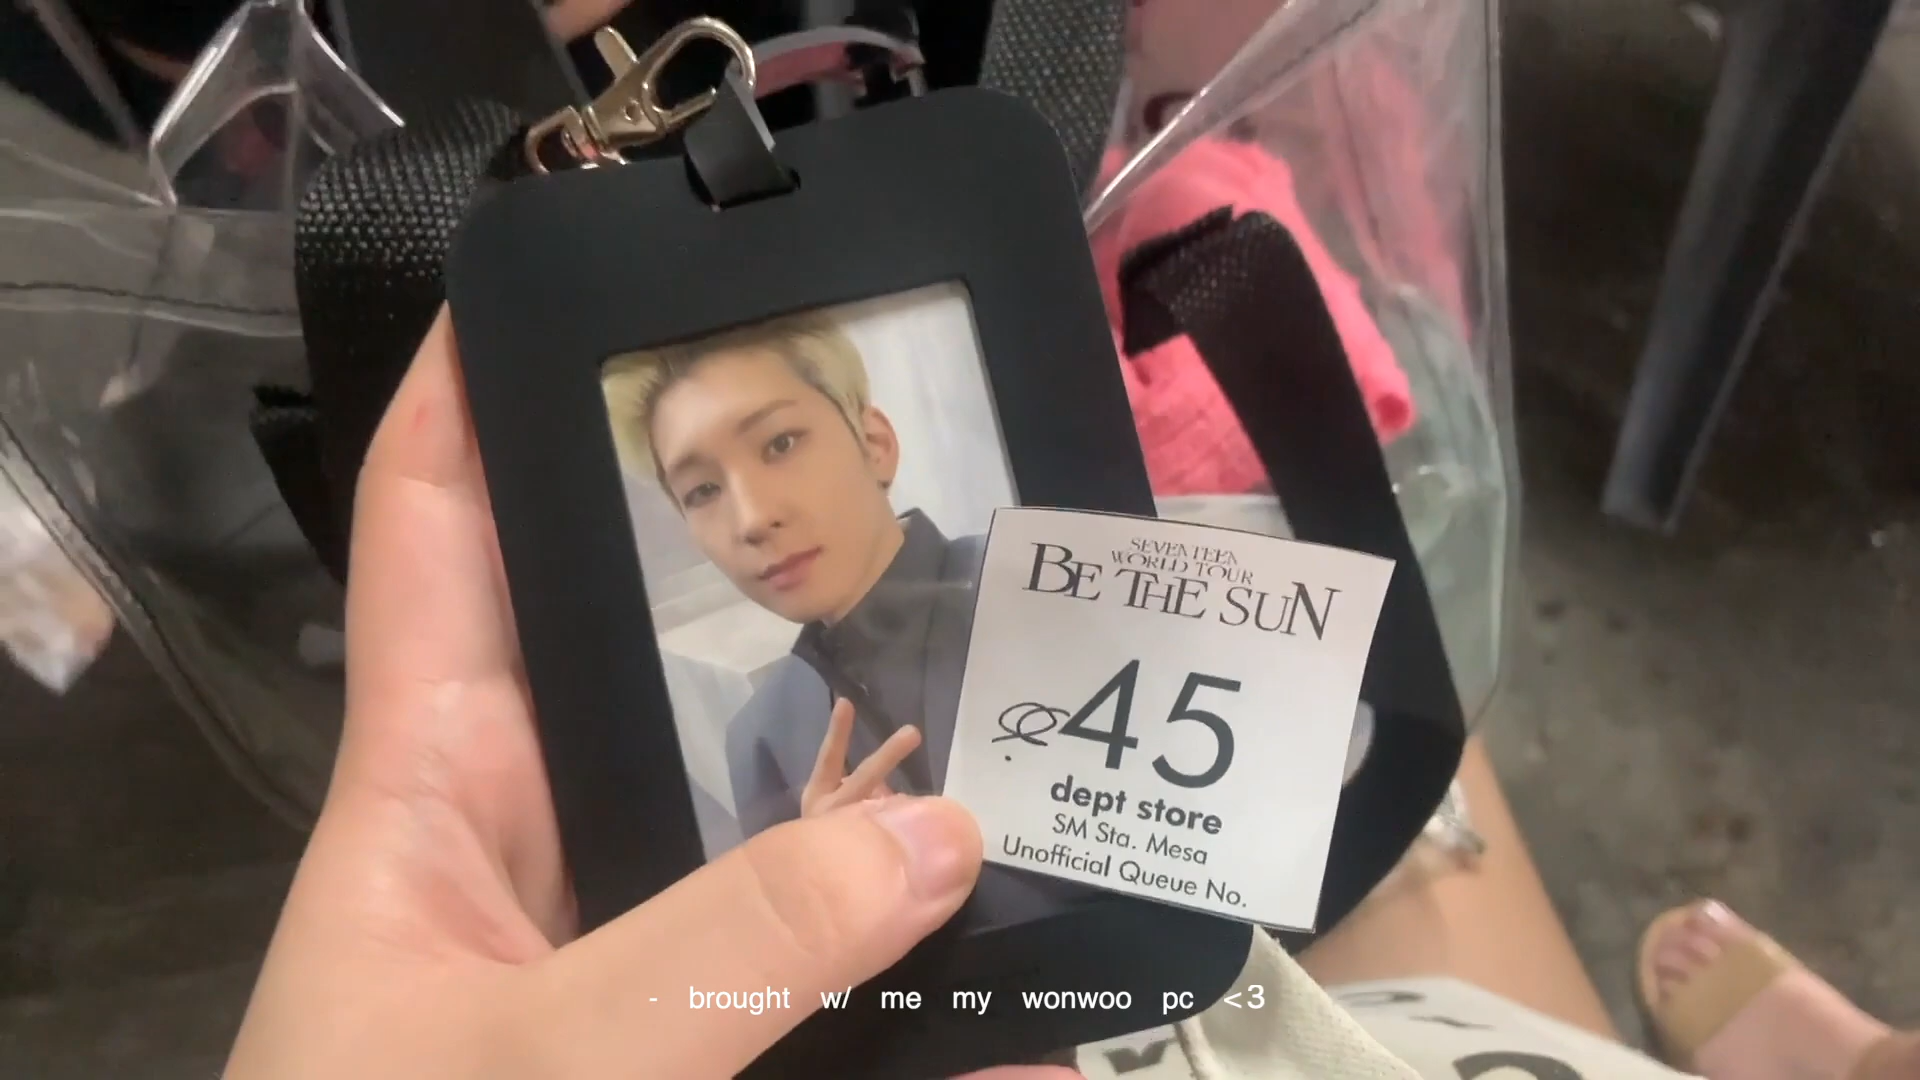 SEVENTEEN
WORLD TOUR
BE THE SUN
45
dept store
SM Sta. Mesa
Unofficial Queue No.
- brought w/ me my wonwoo pc <3